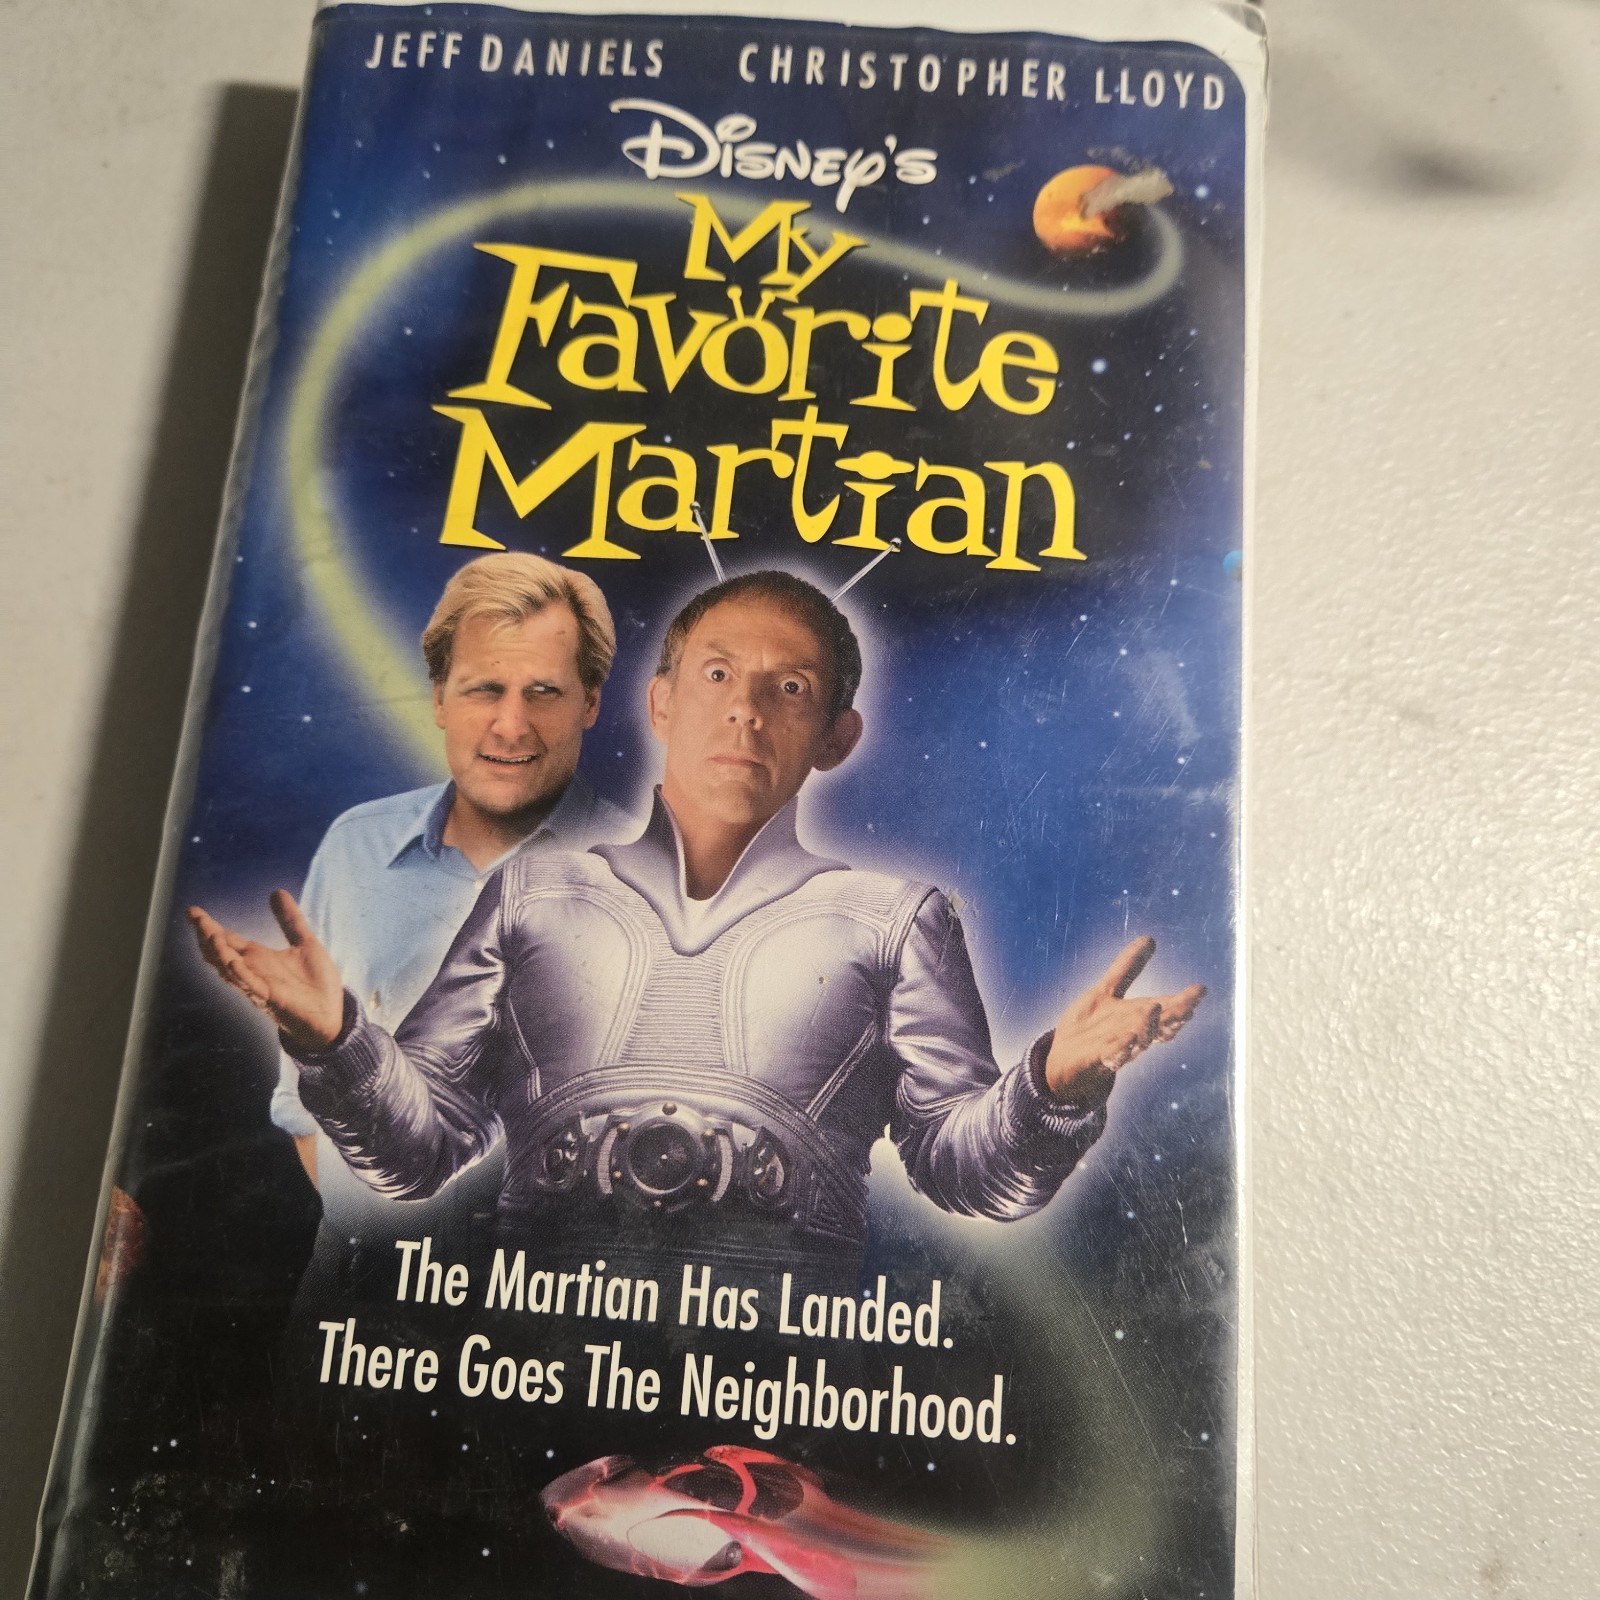 JEFF DANIELS CHRISTOPHER LLOYD
DISNEY'S
My
Favorite
Martian
The Martian Has Landed.
There Goes The Neighborhood.